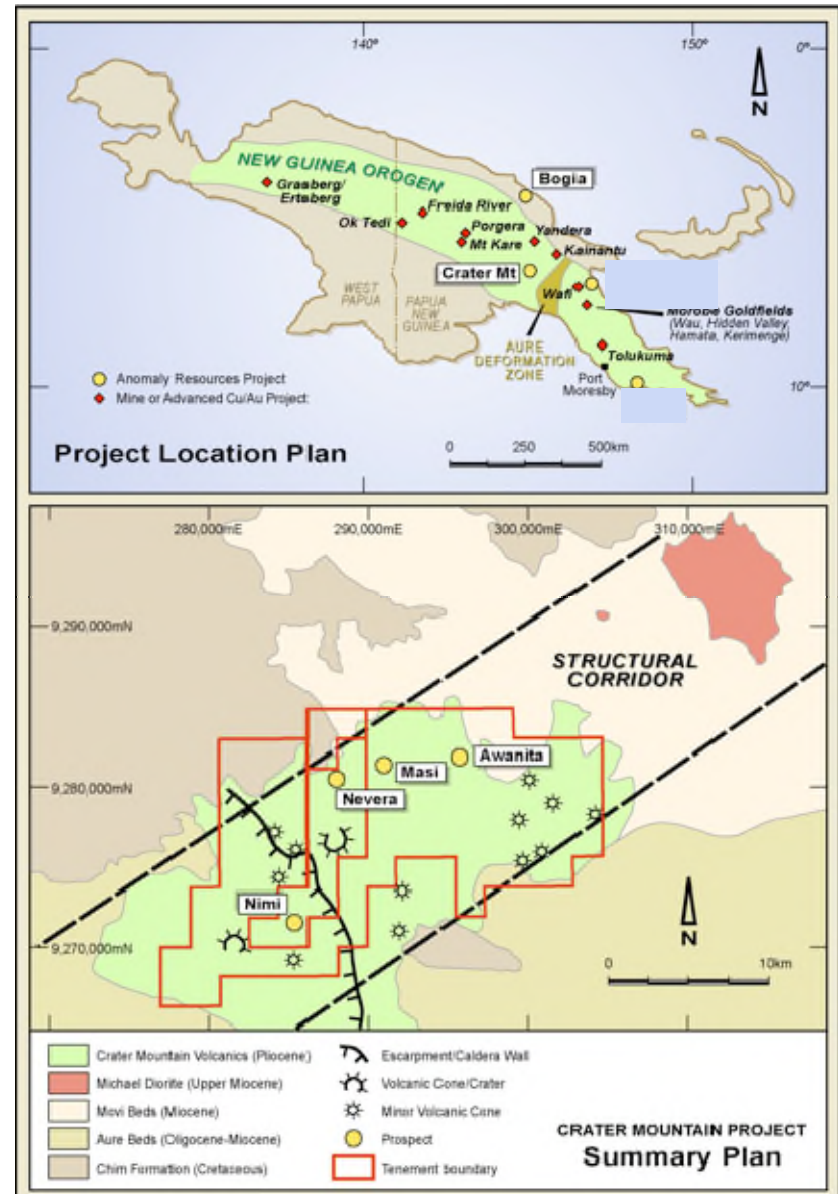 140º
150º
0º
N
NEW GUINEA OROGEN
Grasberg/
Ertsberg
Bogia
Freida River
Ok Tedi
Porgera
Mt Kare
Yandera
Kainantu
Crater Mt
Wafi
WEST
PAPUA
PAPUA
NEW
GUINEA
Morobe Goldfields
(Wau, Hidden Valley,
Hamata, Kerimenge)
AURE
DEFORMATION
ZONE
Tolukuma
Port
Moresby
10º
Anomaly Resources Project
Mine or Advanced Cu/Au Project
Project Location Plan
0 250 500km
280,000mE 290,000mE 300,000mE 310,000mE
9,290,000mN
STRUCTURAL
CORRIDOR
Awanita
Masi
9,280,000mN
Nevera
Nimi
N
9,270,000mN
0 10km
Crater Mountain Volcanics (Pliocene)
Michael Diorite (Upper Miocene)
Movi Beds (Miocene)
Aure Beds (Oligocene-Miocene)
Chim Formation (Cretaceous)
Escarpment/Caldera Wall
Volcanic Cone/Crater
Minor Volcanic Cone
Prospect
Tenement boundary
CRATER MOUNTAIN PROJECT
Summary Plan